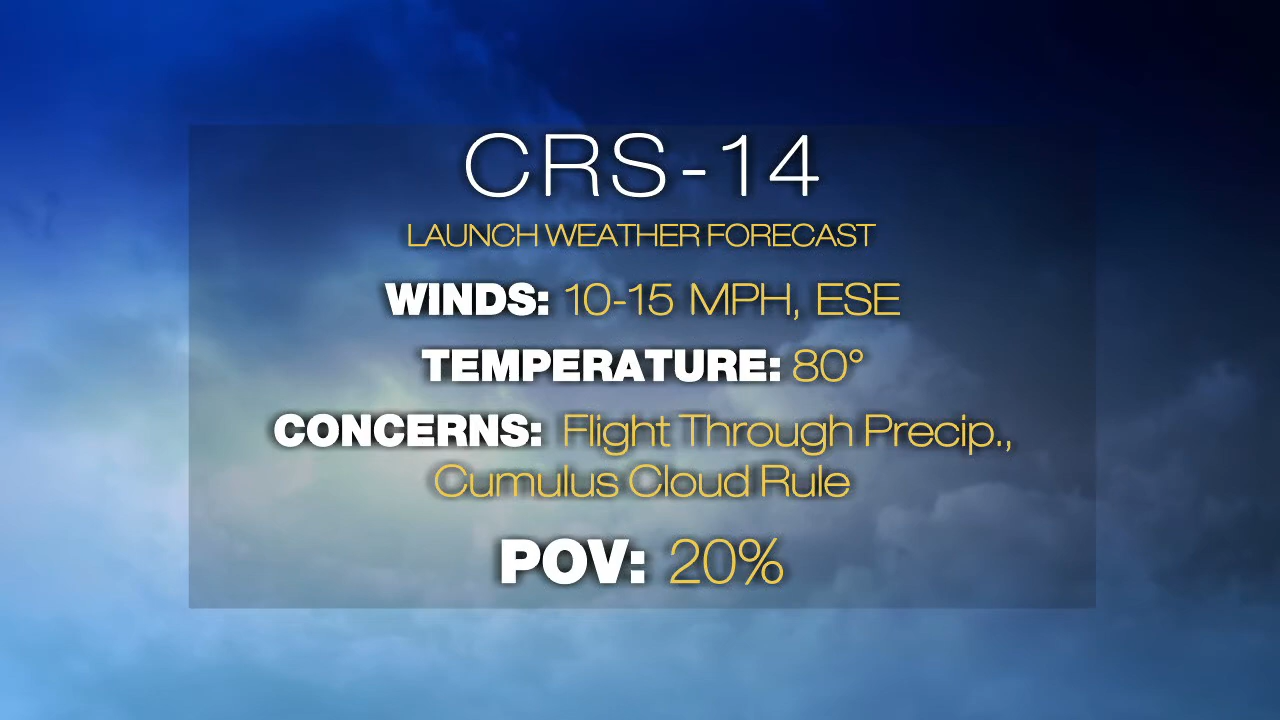 CRS-14
LAUNCH WEATHER FORECAST
WINDS: 10-15 MPH, ESE
TEMPERATURE: 80°
CONCERNS: Flight Through Precip.,
Cumulus Cloud Rule
POV: 20%